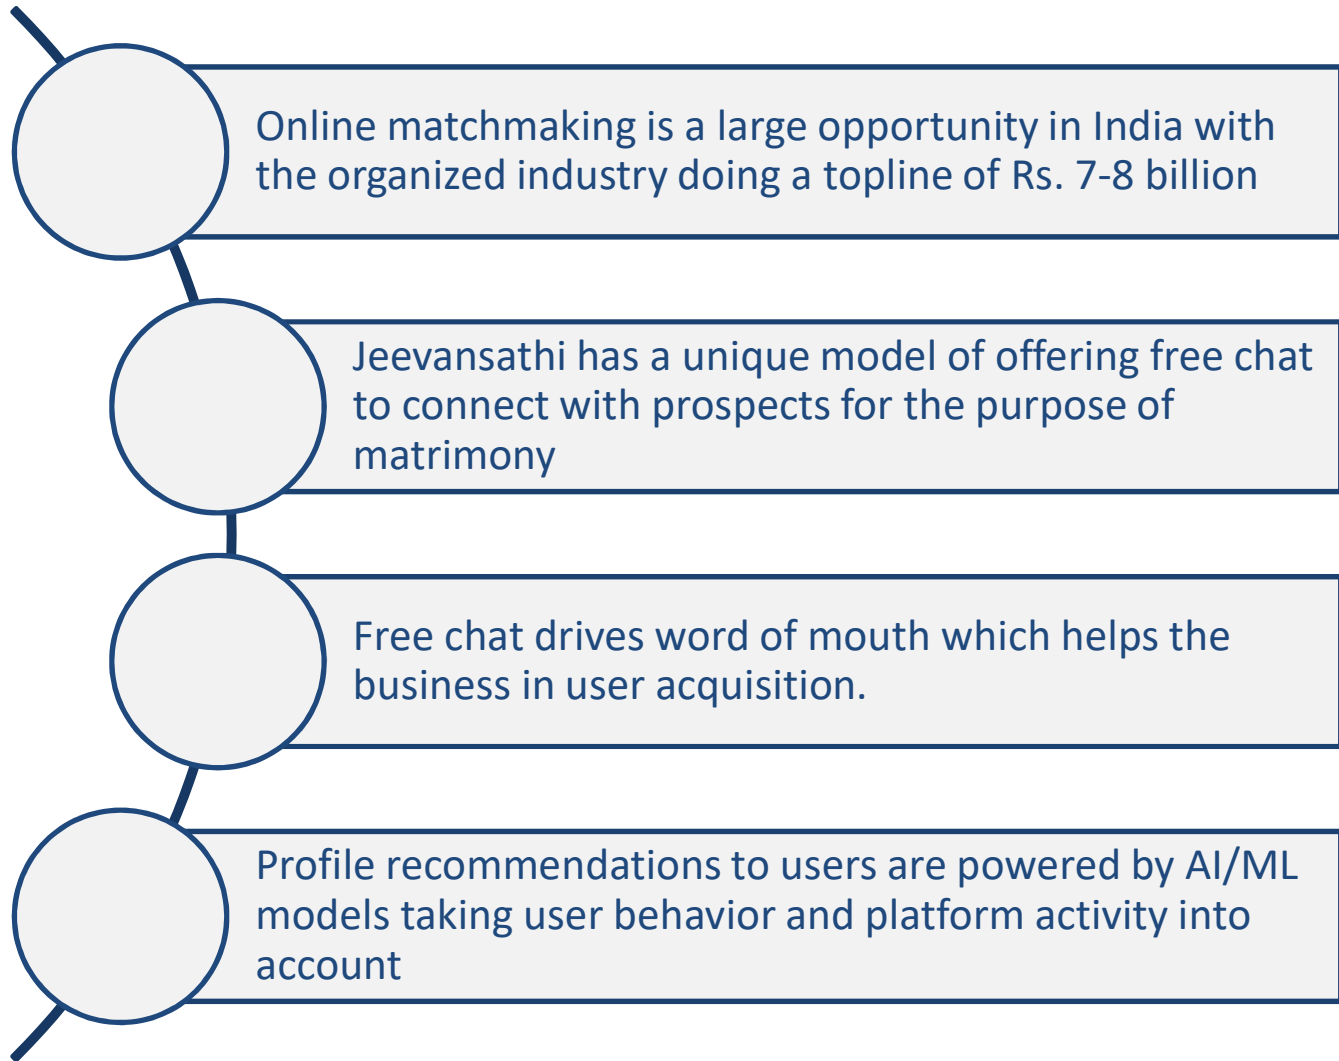 Online matchmaking is a large opportunity in India with
the organized industry doing a topline of Rs. 7-8 billion
Jeevansathi has a unique model of offering free chat
to connect with prospects for the purpose of
matrimony
Free chat drives word of mouth which helps the
business in user acquisition.
Profile recommendations to users are powered by AI/ML
models taking user behavior and platform activity into
account